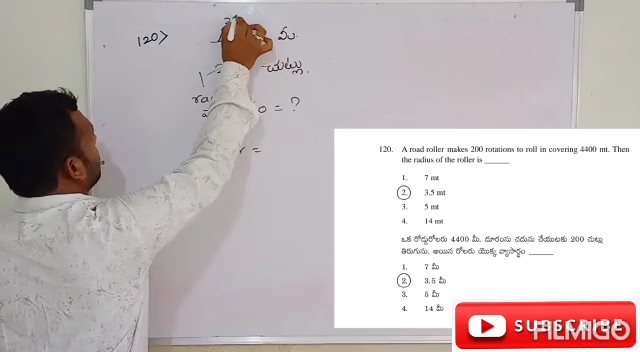 120>
మీ.
చుట్లు.
= ?
r =
120. A road roller makes 200 rotations to roll in covering 4400 mt. Then
the radius of the roller is ______
1. 7 mt
2. 3.5 mt
3. 5 mt
4. 14 mt
ఒక రోడ్డురోలరు 4400 మీ. దూరంను చదును చేయుటకు 200 చుట్లు
తిరుగును. అయిన రోలరు యొక్క వ్యాసార్థం ______
1. 7 మీ
2. 3.5 మీ
3. 5 మీ
4. 14 మీ
SUBSCRIBE
FILMIGO